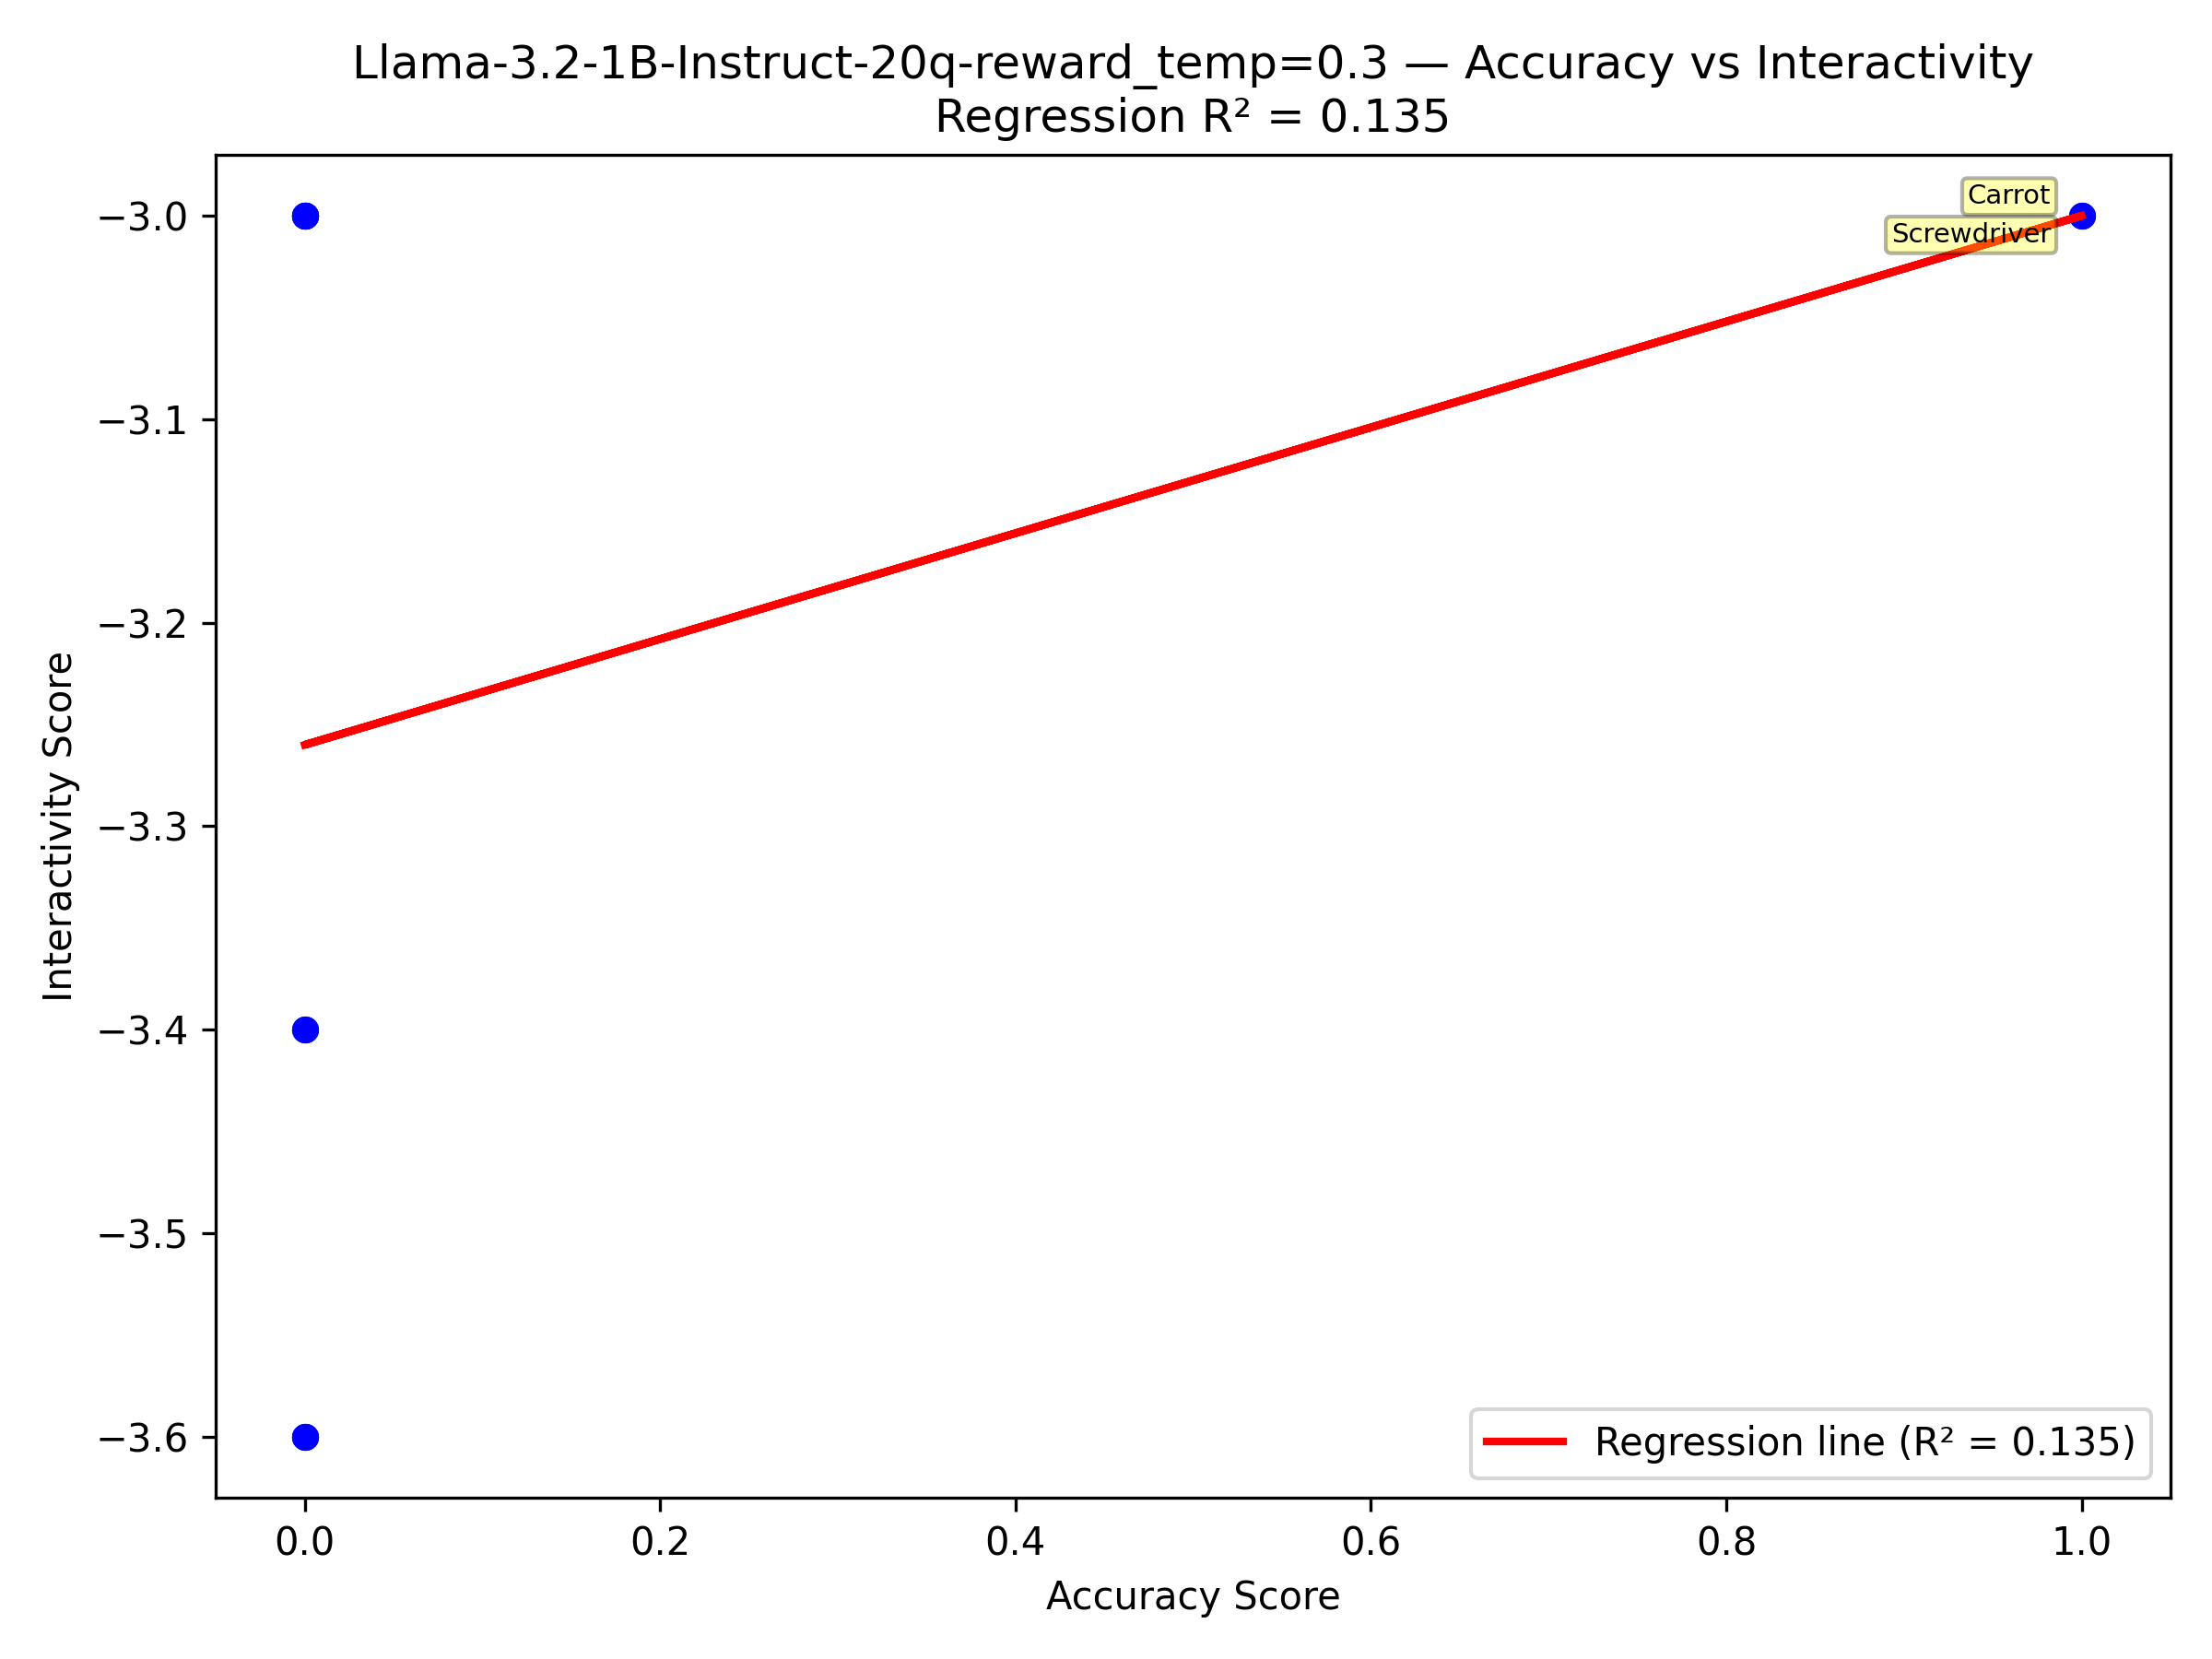 Llama-3.2-1B-Instruct-20q-reward_temp=0.3 — Accuracy vs Interactivity
Regression R² = 0.135
Carrot
Screwdriver
−3.0
−3.1
−3.2
−3.3
−3.4
−3.5
−3.6
Interactivity Score
Regression line (R² = 0.135)
0.0 0.2 0.4 0.6 0.8 1.0
Accuracy Score